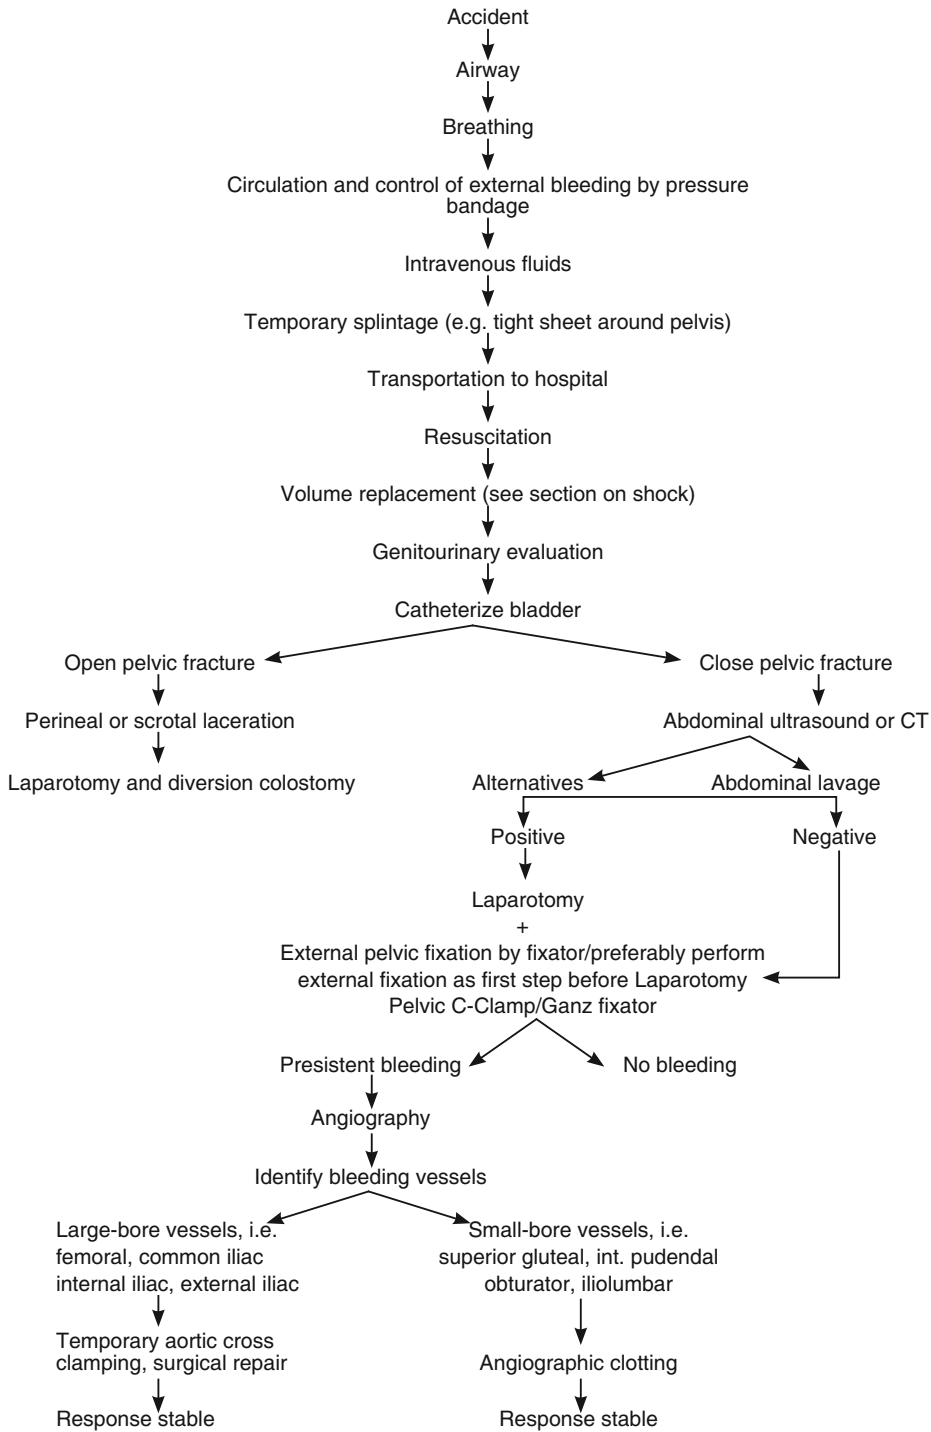 Accident
Airway
Breathing
Circulation and control of external bleeding by pressure
bandage
Intravenous fluids
Temporary splintage (e.g. tight sheet around pelvis)
Transportation to hospital
Resuscitation
Volume replacement (see section on shock)
Genitourinary evaluation
Catheterize bladder
Open pelvic fracture
Close pelvic fracture
Perineal or scrotal laceration
Abdominal ultrasound or CT
Laparotomy and diversion colostomy
Alternatives
Abdominal lavage
Positive
Negative
Laparotomy
+
External pelvic fixation by fixator/preferably perform
external fixation as first step before Laparotomy
Pelvic C-Clamp/Ganz fixator
Presistent bleeding
No bleeding
Angiography
Identify bleeding vessels
Large-bore vessels, i.e.
femoral, common iliac
internal iliac, external iliac
Small-bore vessels, i.e.
superior gluteal, int. pudendal
obturator, iliolumbar
Temporary aortic cross
clamping, surgical repair
Angiographic clotting
Response stable
Response stable